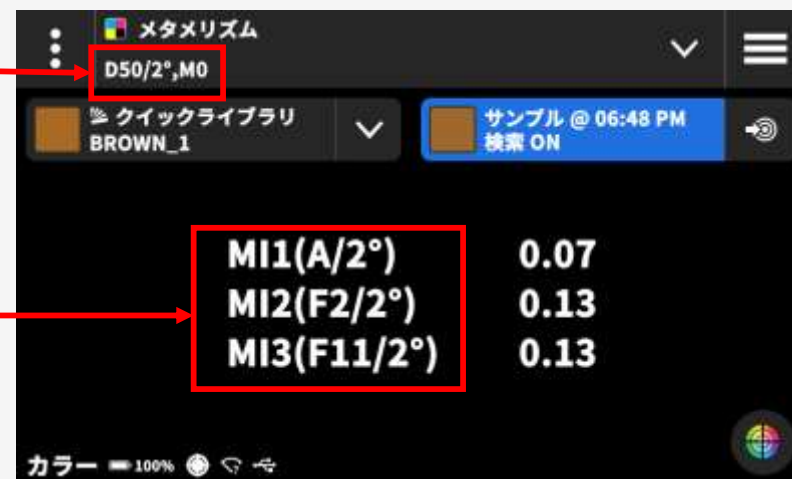 メタメリズム
D50/2°,M0
クイックライブラリ
BROWN_1
サンプル @ 06:48 PM
検索 ON
MI1(A/2°) 0.07
MI2(F2/2°) 0.13
MI3(F11/2°) 0.13
カラー 100%